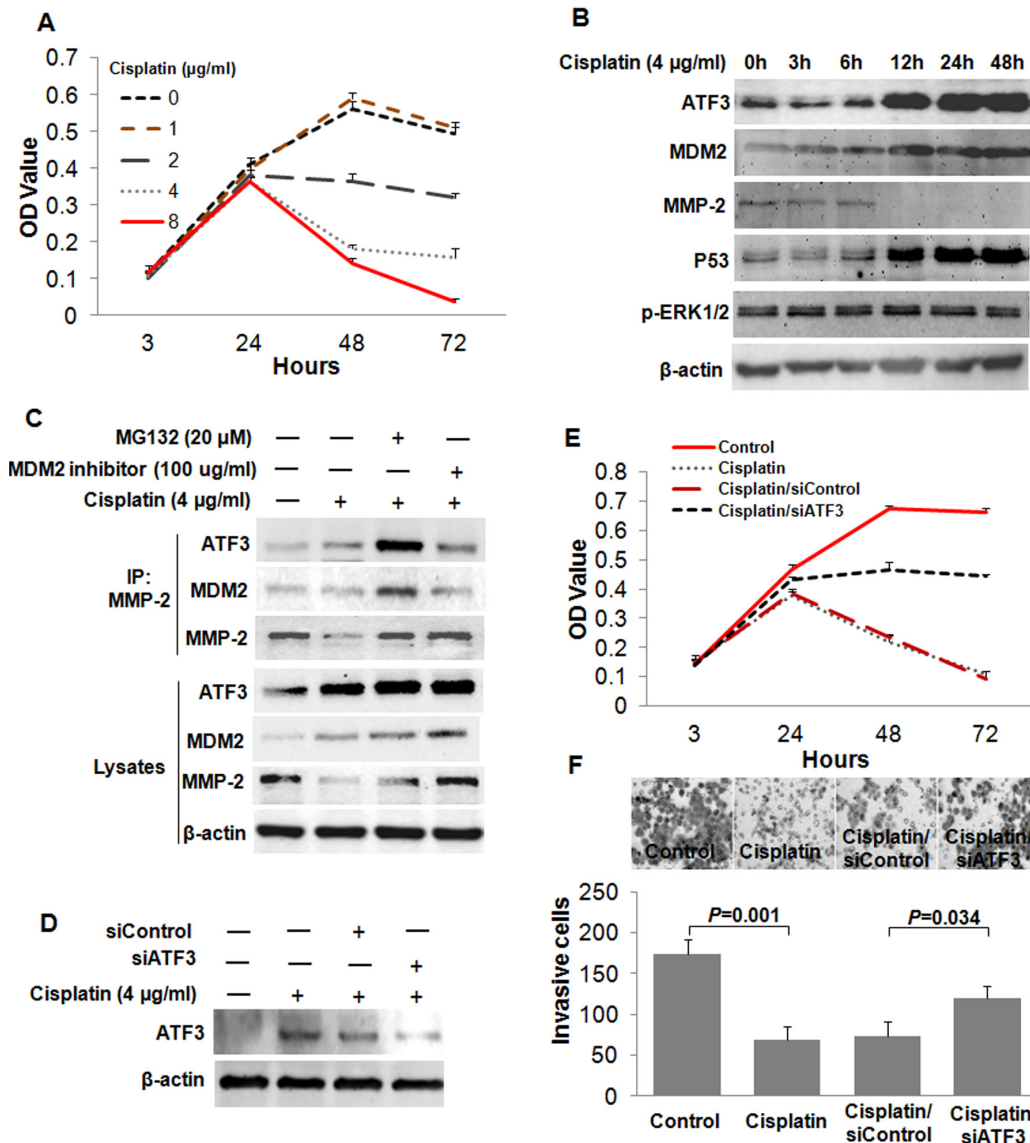 A
Cisplatin (µg/ml)
0
1
2
4
8
0.7
0.6
0.5
0.4
0.3
0.2
0.1
0
OD Value
3 24 48 72
Hours
B
Cisplatin (4 µg/ml) 0h 3h 6h 12h 24h 48h
ATF3
MDM2
MMP-2
P53
p-ERK1/2
β-actin
C
MG132 (20 µM) — — + —
MDM2 inhibitor (100 ug/ml) — — — +
Cisplatin (4 µg/ml) — + + +
IP:
MMP-2
ATF3
MDM2
MMP-2
Lysates
ATF3
MDM2
MMP-2
β-actin
D
siControl — — + —
siATF3 — — — +
Cisplatin (4 µg/ml) — + + +
ATF3
β-actin
E
Control
Cisplatin
Cisplatin/siControl
Cisplatin/siATF3
0.8
0.7
0.6
0.5
0.4
0.3
0.2
0.1
0
OD Value
3 24 48 72
Hours
F
Control
Cisplatin
Cisplatin/
siControl
Cisplatin/
siATF3
250
200
150
100
50
0
Invasive cells
P=0.001
P=0.034
Control
Cisplatin
Cisplatin/
siControl
Cisplatin/
siATF3